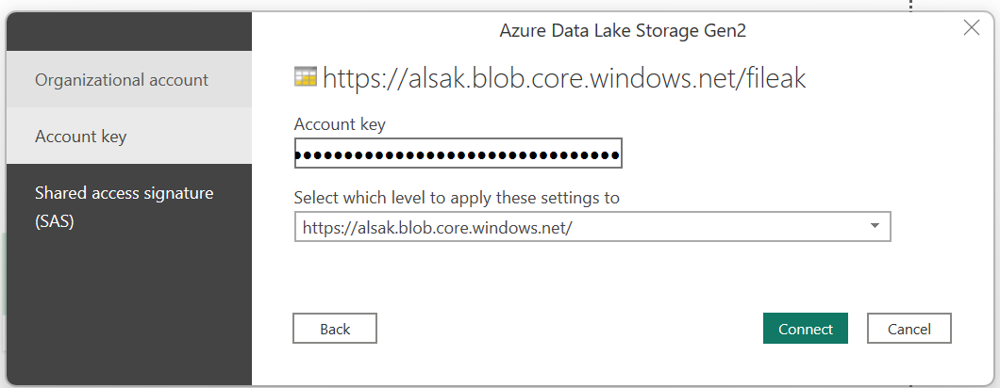 Azure Data Lake Storage Gen2
Organizational account
Account key
Shared access signature
(SAS)
https://alsak.blob.core.windows.net/fileak
Account key
Select which level to apply these settings to
https://alsak.blob.core.windows.net/
Back
Connect
Cancel